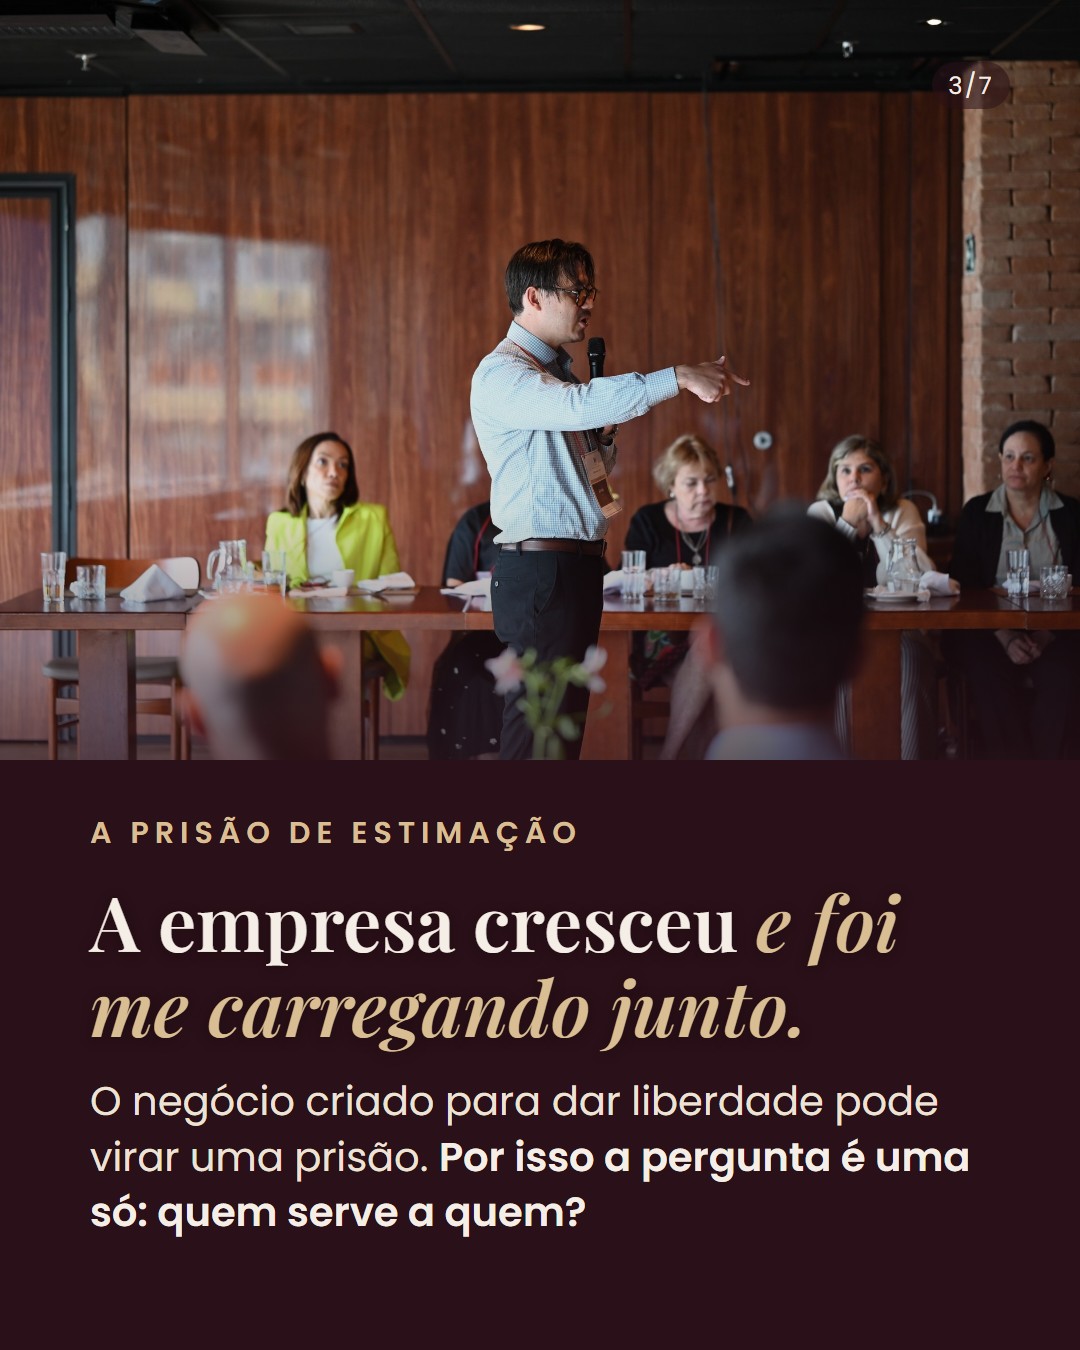 3/7
A PRISÃO DE ESTIMAÇÃO
A empresa cresceu e foi
me carregando junto.
O negócio criado para dar liberdade pode
virar uma prisão. Por isso a pergunta é uma
só: quem serve a quem?